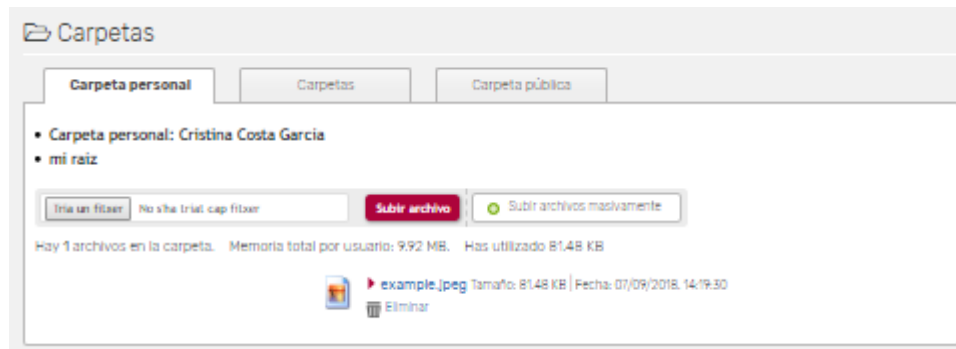 Carpetas
Carpeta personal Carpetas Carpeta pública
• Carpeta personal: Cristina Costa Garcia
• mi raiz
Tria un fitxer No s'ha triat cap fitxer Subir archivo Subir archivos masivamente
Hay 1 archivos en la carpeta. Memoria total por usuario: 9.92 MB. Has utilizado 81.48 KB
example.jpeg Tamaño: 81.48 KB | Fecha: 07/09/2018, 14:19:30
Eliminar